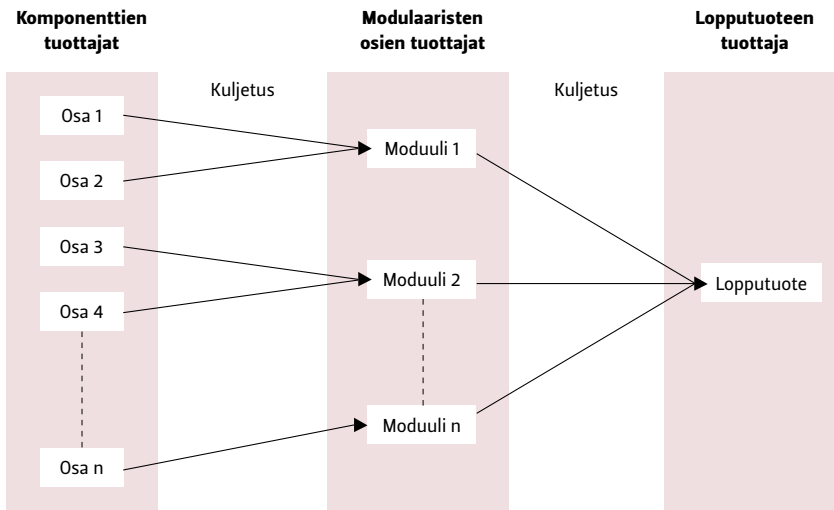 Komponenttien
tuottajat
Modulaaristen
osien tuottajat
Lopputuoteen
tuottaja
Kuljetus
Kuljetus
Osa 1
Osa 2
Osa 3
Osa 4
Osa n
Moduuli 1
Moduuli 2
Moduuli n
Lopputuote